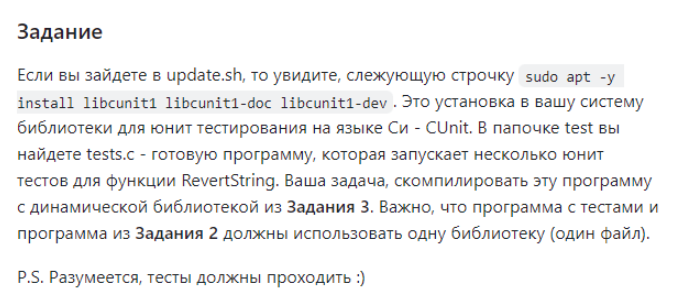 Задание
Если вы зайдете в update.sh, то увидите, слежующую строчку sudo apt -y
install libcunit1 libcunit1-doc libcunit1-dev . Это установка в вашу систему
библиотеки для юнит тестирования на языке Си - CUnit. В папочке test вы
найдете tests.c - готовую программу, которая запускает несколько юнит
тестов для функции RevertString. Ваша задача, скомпилировать эту программу
с динамической библиотекой из Задания 3. Важно, что программа с тестами и
программа из Задания 2 должны использовать одну библиотеку (один файл).
P.S. Разумеется, тесты должны проходить :)